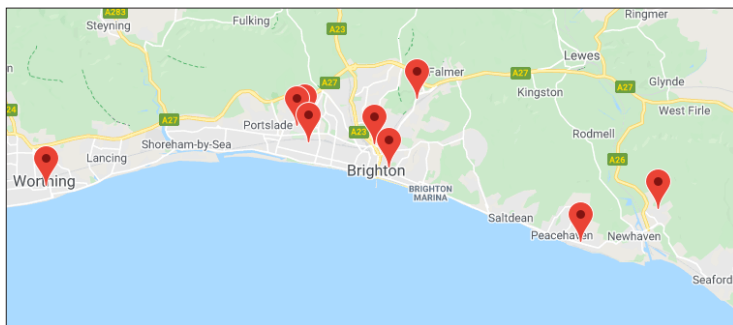 Steyning
A283
Fulking
A23
Ringmer
Lewes
A27
Falmer
A27
Kingston
Glynde
A27
A27
Portslade
West Firle
Lancing
Shoreham-by-Sea
A23
Rodmell
Worthing
Brighton
A26
BRIGHTON
MARINA
Saltdean
Peacehaven
Newhaven
Seaford